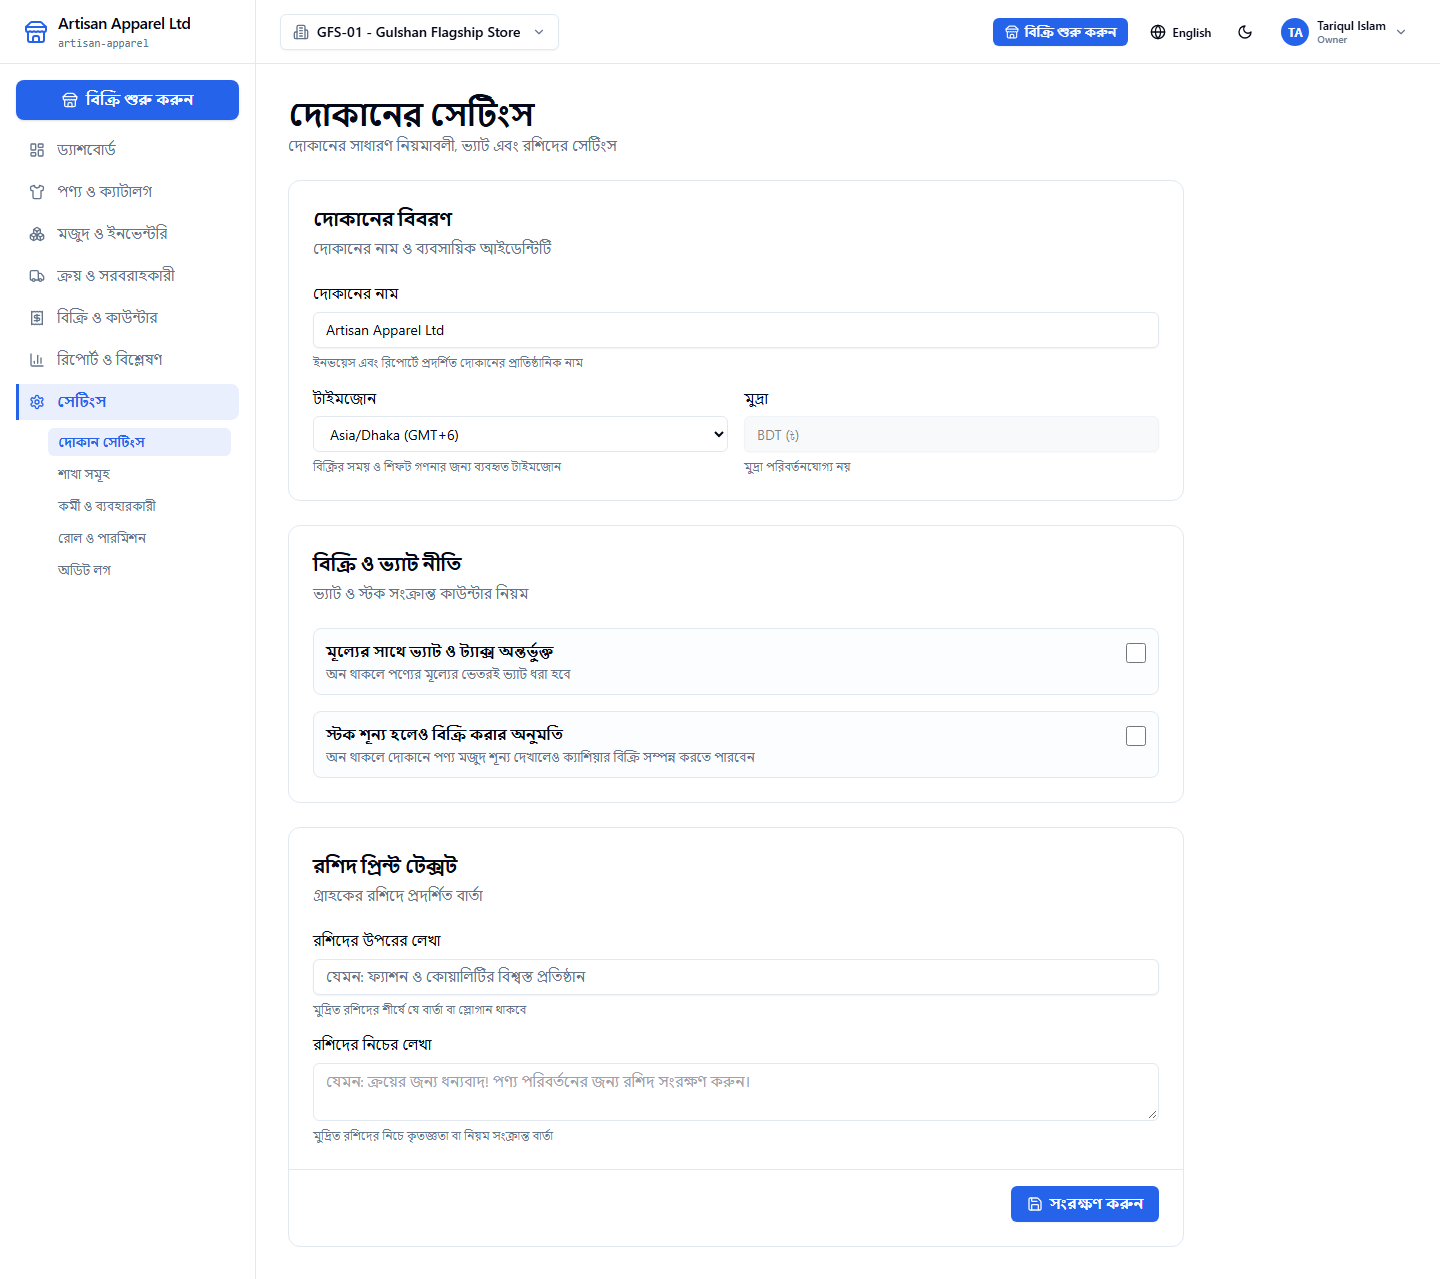 Artisan Apparel Ltd
artisan-apparel
GFS-01 - Gulshan Flagship Store
বিক্রি শুরু করুন
English
TA
Tariqul Islam
Owner
বিক্রি শুরু করুন
ড্যাশবোর্ড
পণ্য ও ক্যাটালগ
মজুদ ও ইনভেন্টরি
ক্রয় ও সরবরাহকারী
বিক্রি ও কাউন্টার
রিপোর্ট ও বিশ্লেষণ
সেটিংস
দোকান সেটিংস
শাখা সমূহ
কর্মী ও ব্যবহারকারী
রোল ও পারমিশন
অডিট লগ
দোকানের সেটিংস
দোকানের সাধারণ নিয়মাবলী, ভ্যাট এবং রশিদের সেটিংস
দোকানের বিবরণ
দোকানের নাম ও ব্যবসায়িক আইডেন্টিটি
দোকানের নাম
Artisan Apparel Ltd
ইনভয়েস এবং রিপোর্টে প্রদর্শিত দোকানের প্রাতিষ্ঠানিক নাম
টাইমজোন
মুদ্রা
Asia/Dhaka (GMT+6)
BDT (৳)
বিক্রির সময় ও শিফট গণনার জন্য ব্যবহৃত টাইমজোন
মুদ্রা পরিবর্তনযোগ্য নয়
বিক্রি ও ভ্যাট নীতি
ভ্যাট ও স্টক সংক্রান্ত কাউন্টার নিয়ম
মূল্যের সাথে ভ্যাট ও ট্যাক্স অন্তর্ভুক্ত
অন থাকলে পণ্যের মূল্যের ভেতরই ভ্যাট ধরা হবে
স্টক শূন্য হলেও বিক্রি করার অনুমতি
অন থাকলে দোকানে পণ্য মজুদ শূন্য দেখালেও ক্যাশিয়ার বিক্রি সম্পন্ন করতে পারবেন
রশিদ প্রিন্ট টেক্সট
গ্রাহকের রশিদে প্রদর্শিত বার্তা
রশিদের উপরের লেখা
যেমন: ফ্যাশন ও কোয়ালিটির বিশ্বস্ত প্রতিষ্ঠান
মুদ্রিত রশিদের শীর্ষে যে বার্তা বা স্লোগান থাকবে
রশিদের নিচের লেখা
যেমন: ক্রয়ের জন্য ধন্যবাদ! পণ্য পরিবর্তনের জন্য রশিদ সংরক্ষণ করুন।
মুদ্রিত রশিদের নিচে কৃতজ্ঞতা বা নিয়ম সংক্রান্ত বার্তা
সংরক্ষণ করুন